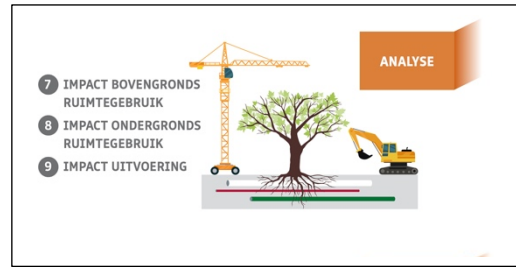 ANALYSE
7 IMPACT BOVENGRONDS
RUIMTEGEBRUIK
8 IMPACT ONDERGRONDS
RUIMTEGEBRUIK
9 IMPACT UITVOERING